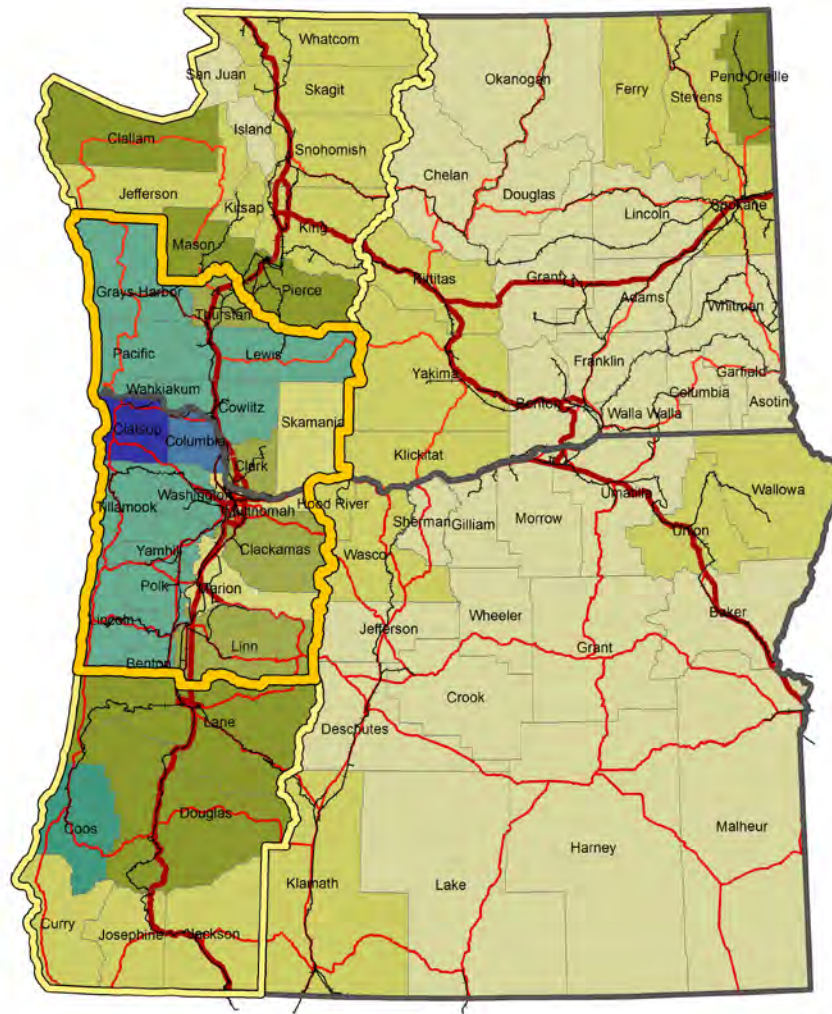 Whatcom
San Juan
Okanogan
Pend Oreille
Skagit
Ferry
Stevens
Island
Clallam
Snohomish
Chelan
Jefferson
Douglas
Kitsap
Lincoln
Spokane
King
Mason
Kittitas
Grant
Grays Harbor
Pierce
Adams
Whitman
Thurston
Pacific
Lewis
Franklin
Garfield
Yakima
Wahkiakum
Columbia
Cowlitz
Benton
Asotin
Skamania
Walla Walla
Clatsop
Columbia
Klickitat
Clark
Washington
Umatilla
Wallowa
Tillamook
Multnomah
Hood River
Sherman
Gilliam
Morrow
Union
Yamhill
Clackamas
Wasco
Polk
Marion
Wheeler
Baker
Lincoln
Jefferson
Linn
Grant
Benton
Crook
Lane
Deschutes
Douglas
Coos
Malheur
Harney
Klamath
Lake
Curry
Josephine
Jackson